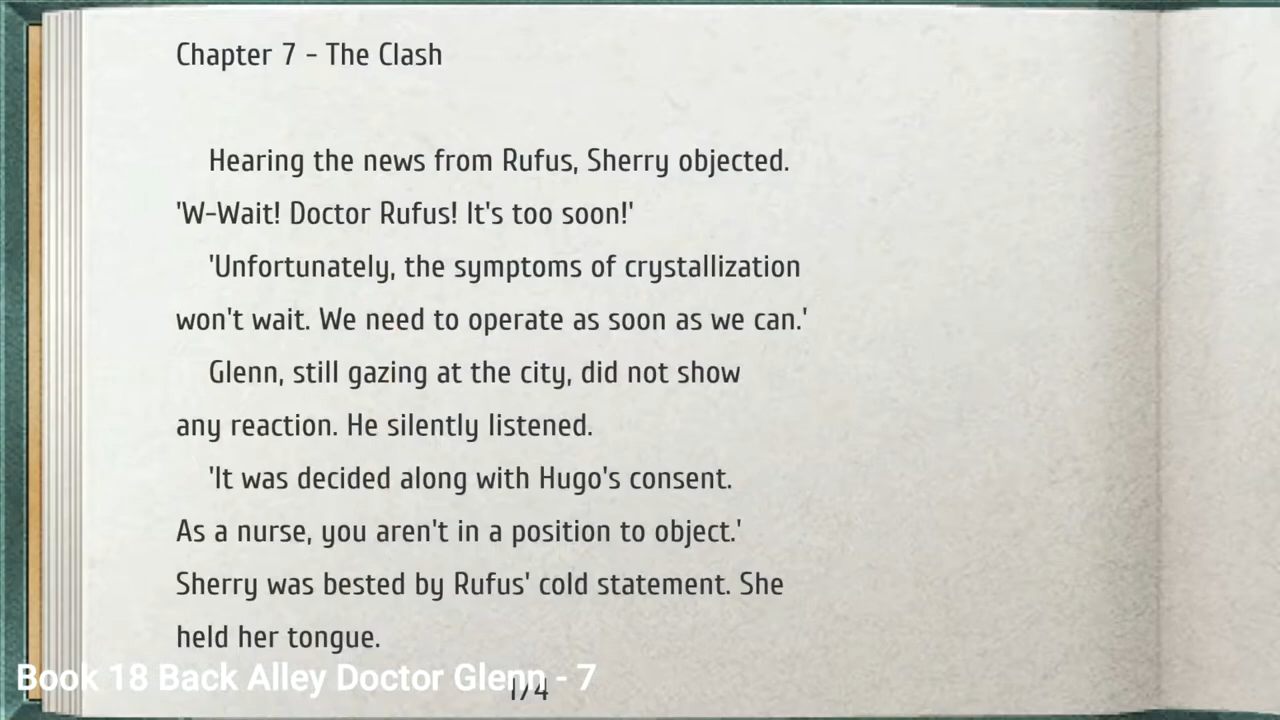 Chapter 7 - The Clash
Hearing the news from Rufus, Sherry objected.
'W-Wait! Doctor Rufus! It's too soon!'
'Unfortunately, the symptoms of crystallization
won't wait. We need to operate as soon as we can.'
Glenn, still gazing at the city, did not show
any reaction. He silently listened.
'It was decided along with Hugo's consent.
As a nurse, you aren't in a position to object.'
Sherry was bested by Rufus' cold statement. She
held her tongue.
Book 18 Back Alley Doctor Glenn - 7
1/4